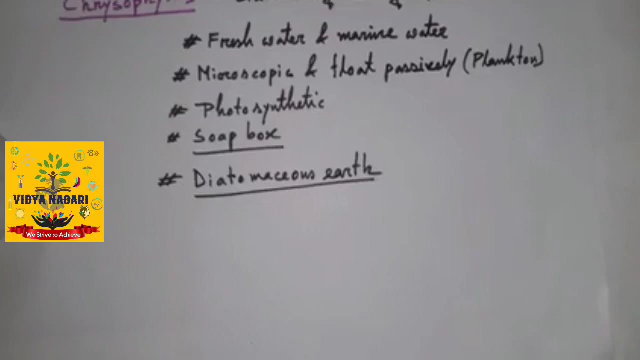 Chrysophytes
# Fresh water & marine water
# Microscopic & float passively (Plankton)
# Photosynthetic
# Soap box
# Diatomaceous earth
VIDYA NAGARI
We Strive to Achieve